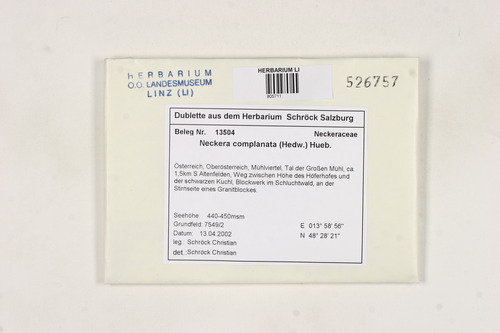 HERBARIUM
O.Ö. LANDESMUSEUM
LINZ (LI)
HERBARIUM LI
605711
526757
Dublette aus dem Herbarium Schröck Salzburg
Beleg Nr. 13504 Neckeraceae
Neckera complanata (Hedw.) Hueb.
Österreich, Oberösterreich, Mühlviertel, Tal der Großen Mühl, ca.
1,5km S Altenfelden, Weg zwischen Höhe des Höferhofes und
der schwarzen Kuchl, Blockwerk im Schluchtwald, an der
Stirnseite eines Granitblockes.
Seehöhe: 440-450msm
Grundfeld: 7549/2 E 013° 58' 56"
Datum: 13.04.2002 N 48° 28' 21"
leg.: Schröck Christian
det.: Schröck Christian